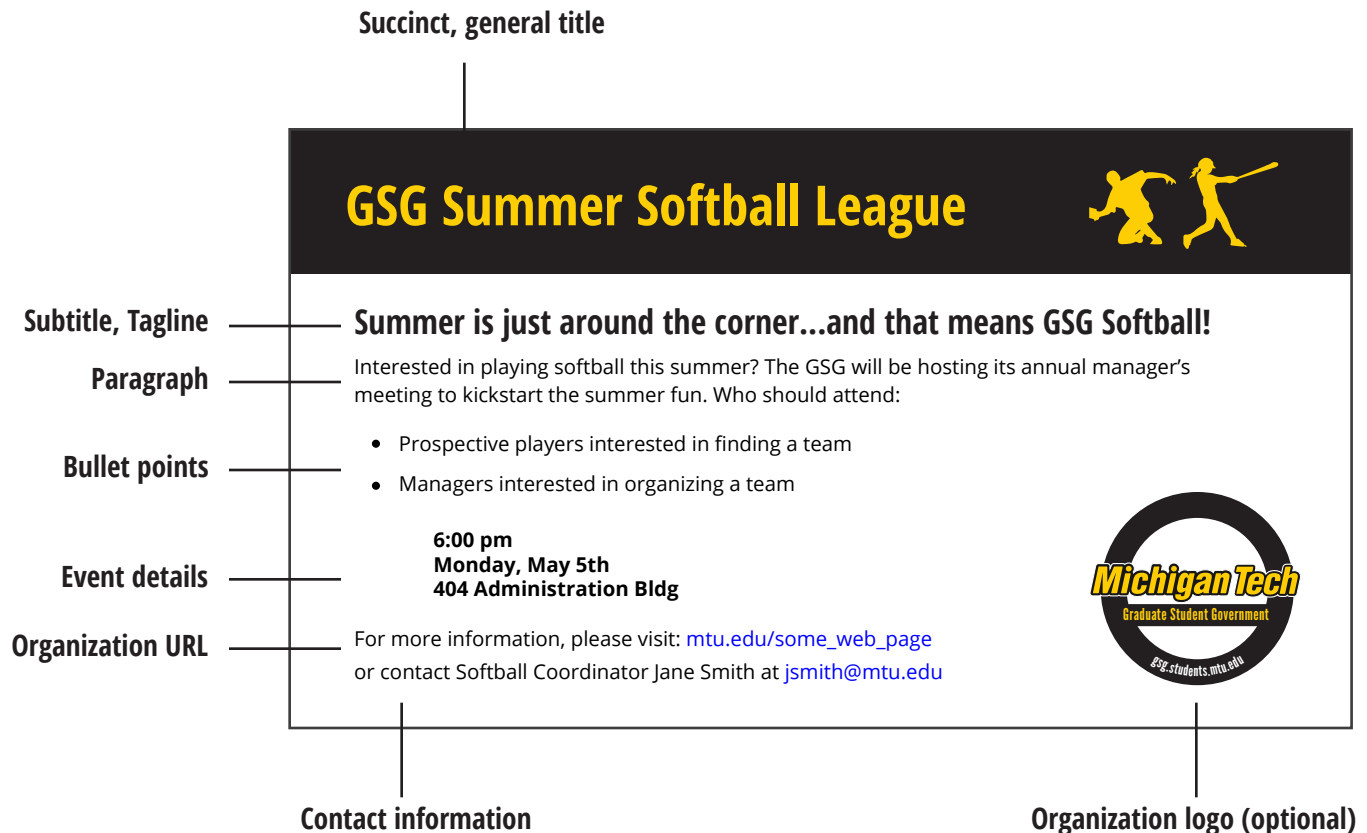 Succinct, general title
GSG Summer Softball League
Subtitle, Tagline
Summer is just around the corner...and that means GSG Softball!
Paragraph
Interested in playing softball this summer? The GSG will be hosting its annual manager’s
meeting to kickstart the summer fun. Who should attend:
Bullet points
• Prospective players interested in finding a team
• Managers interested in organizing a team
Event details
6:00 pm
Monday, May 5th
404 Administration Bldg
Organization URL
For more information, please visit: mtu.edu/some_web_page
or contact Softball Coordinator Jane Smith at jsmith@mtu.edu
Michigan Tech
Graduate Student Government
gsg.students.mtu.edu
Contact information
Organization logo (optional)